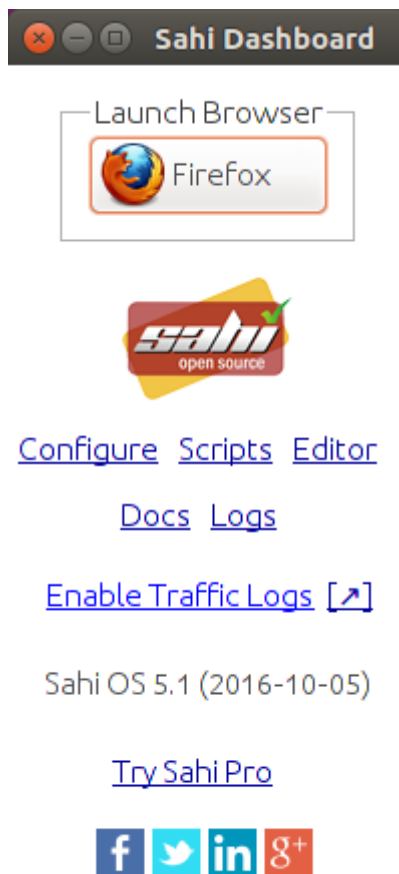 Sahi Dashboard
Launch Browser
Firefox
sahi
open source
Configure Scripts Editor
Docs Logs
Enable Traffic Logs [↗]
Sahi OS 5.1 (2016-10-05)
Try Sahi Pro
f in g+